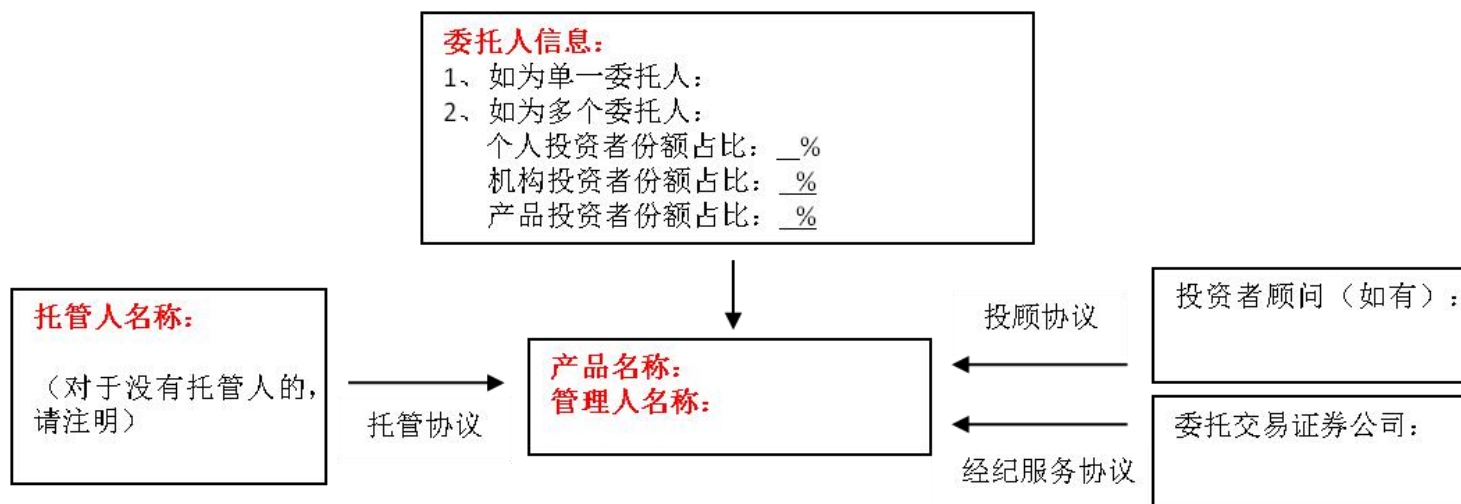 委托人信息：
1、如为单一委托人：
2、如为多个委托人：
个人投资者份额占比：__%
机构投资者份额占比：__%
产品投资者份额占比：__%
托管人名称：
（对于没有托管人的，
请注明）
托管协议
产品名称：
管理人名称：
投顾协议
经纪服务协议
投资者顾问（如有）：
委托交易证券公司：